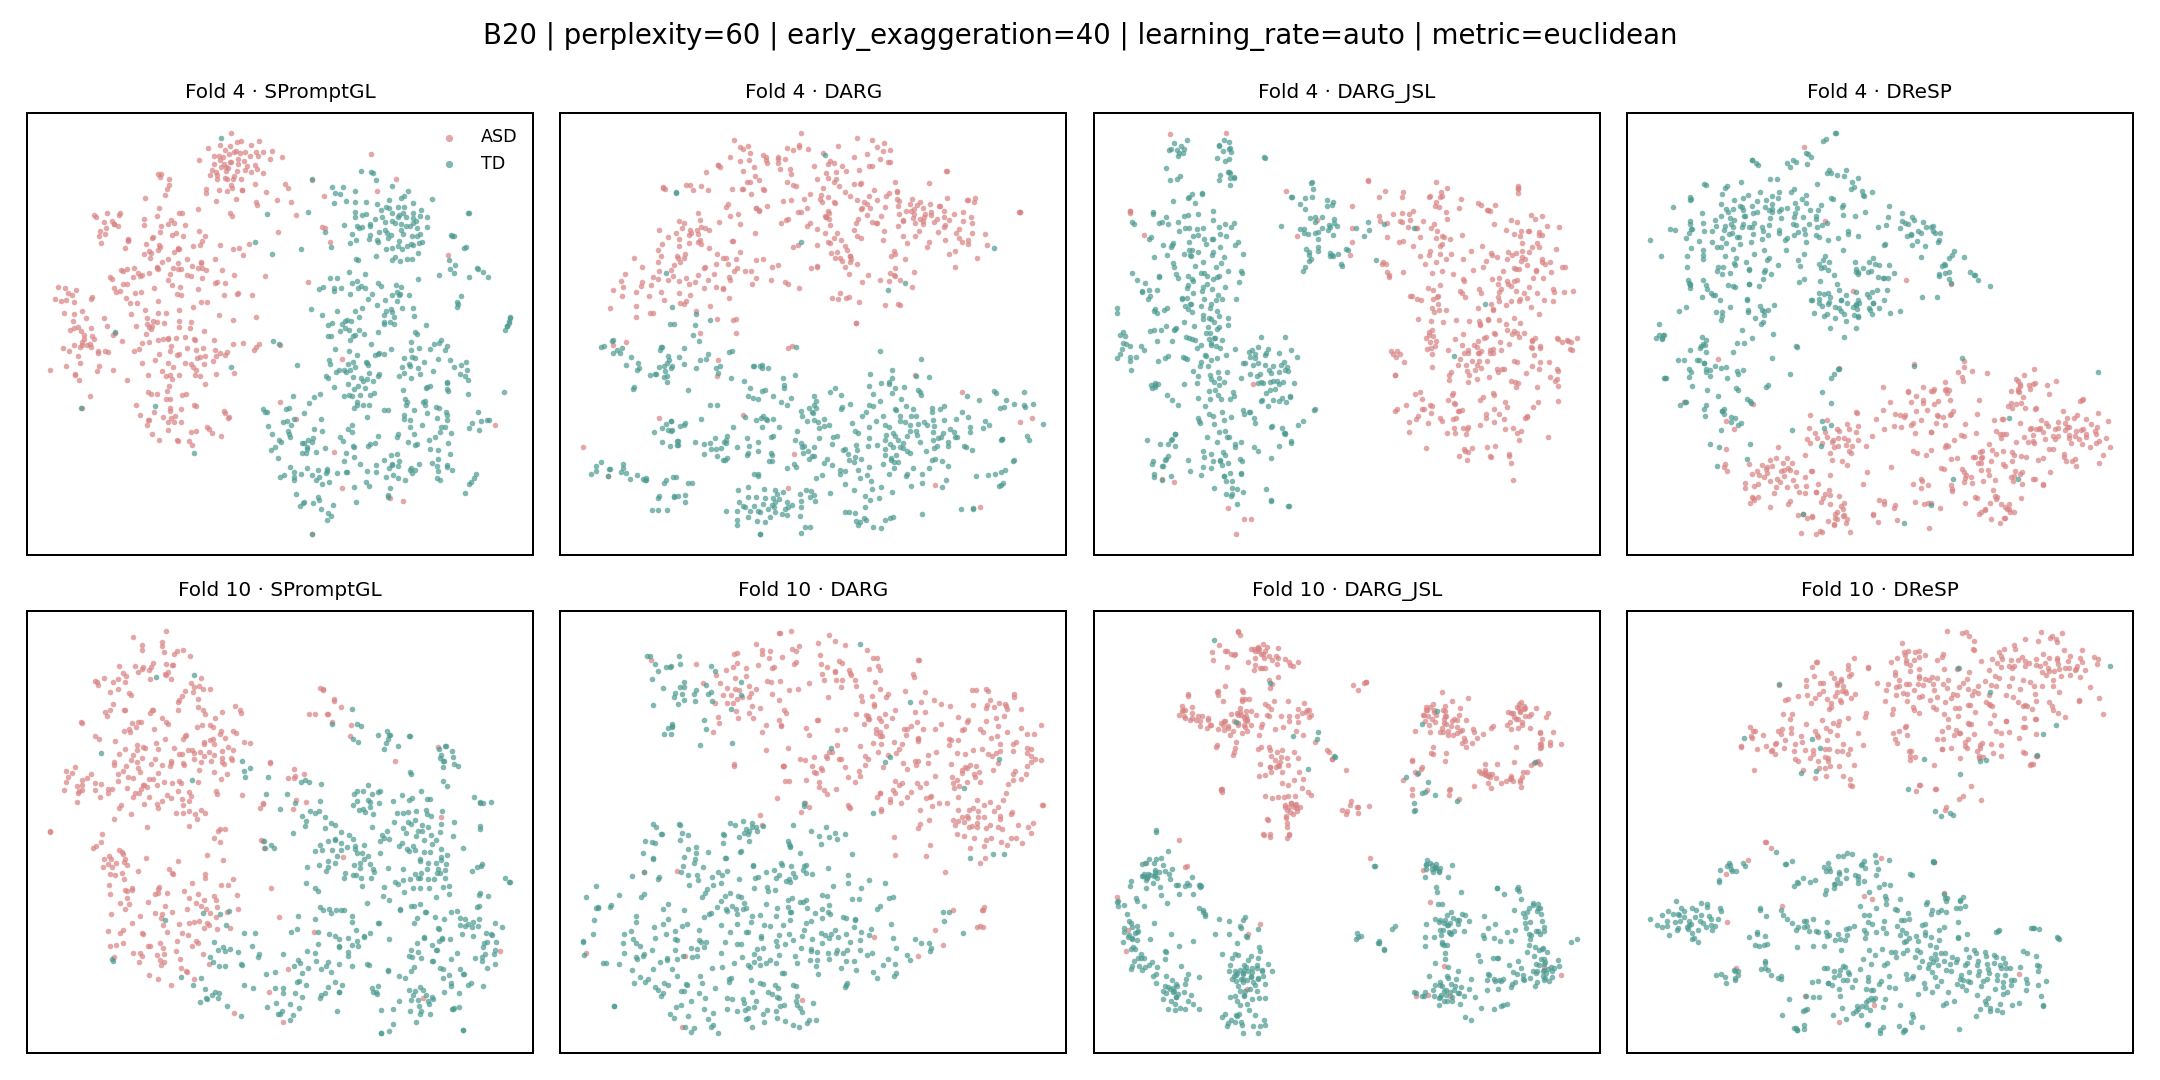 B20 | perplexity=60 | early_exaggeration=40 | learning_rate=auto | metric=euclidean
Fold 4 · SPromptGL
Fold 4 · DARG
Fold 4 · DARG_JSL
Fold 4 · DReSP
ASD
TD
Fold 10 · SPromptGL
Fold 10 · DARG
Fold 10 · DARG_JSL
Fold 10 · DReSP